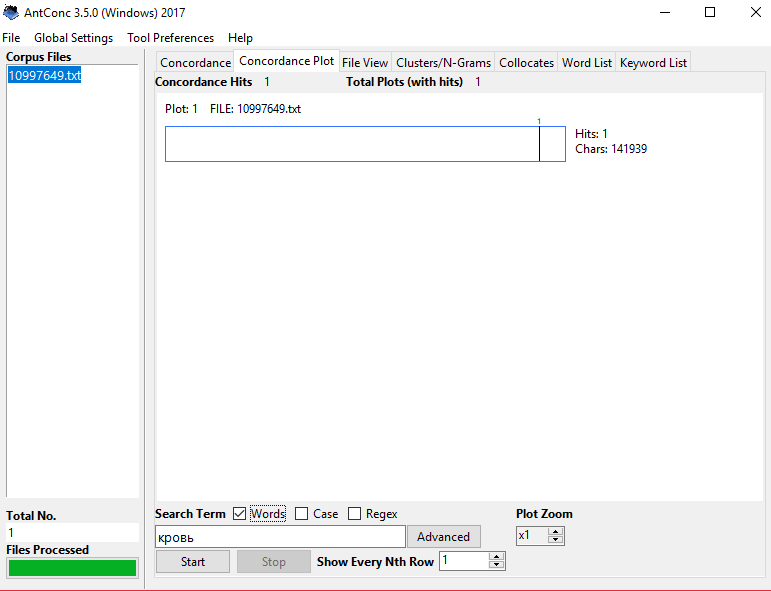 AntConc 3.5.0 (Windows) 2017
File Global Settings Tool Preferences Help
Corpus Files
10997649.txt
Concordance Concordance Plot File View Clusters/N-Grams Collocates Word List Keyword List
Concordance Hits 1 Total Plots (with hits) 1
Plot: 1 FILE: 10997649.txt
1
Hits: 1
Chars: 141939
Total No.
1
Files Processed
Search Term Words Case Regex Plot Zoom
кровь Advanced x1
Start Stop Show Every Nth Row 1